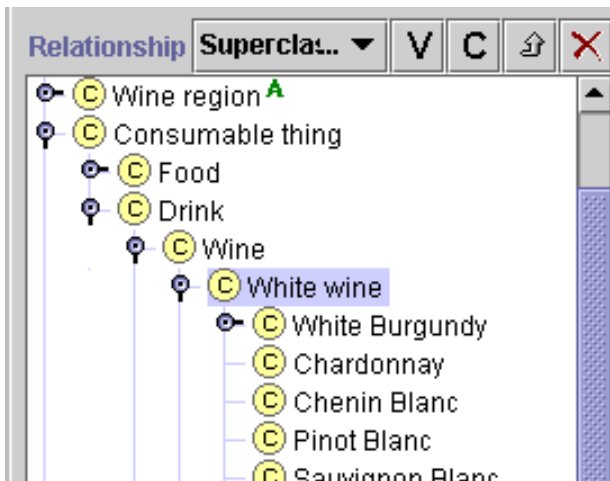 Relationship Superclas... V C
C Wine region A
C Consumable thing
C Food
C Drink
C Wine
C White wine
C White Burgundy
C Chardonnay
C Chenin Blanc
C Pinot Blanc
C Sauvignon Blanc